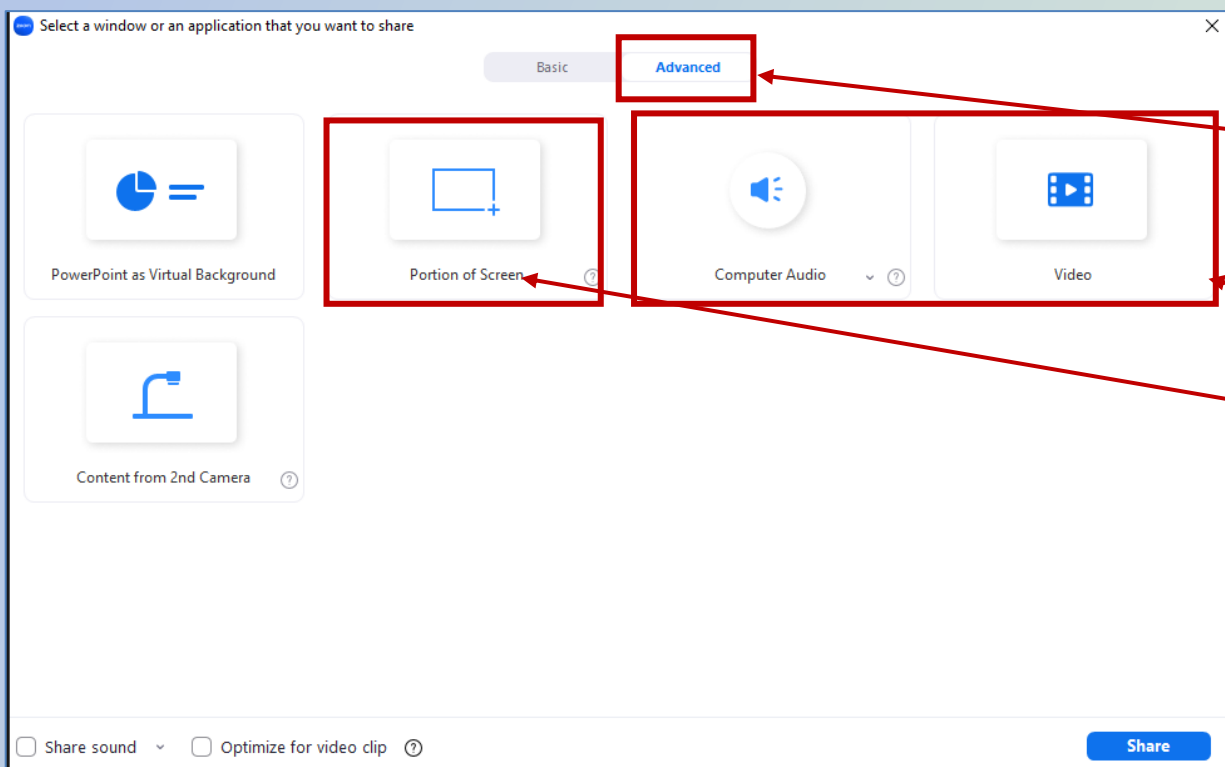 zoom
Select a window or an application that you want to share
Basic
Advanced
PowerPoint as Virtual Background
Portion of Screen
Computer Audio
Video
Content from 2nd Camera
Share sound
Optimize for video clip
Share